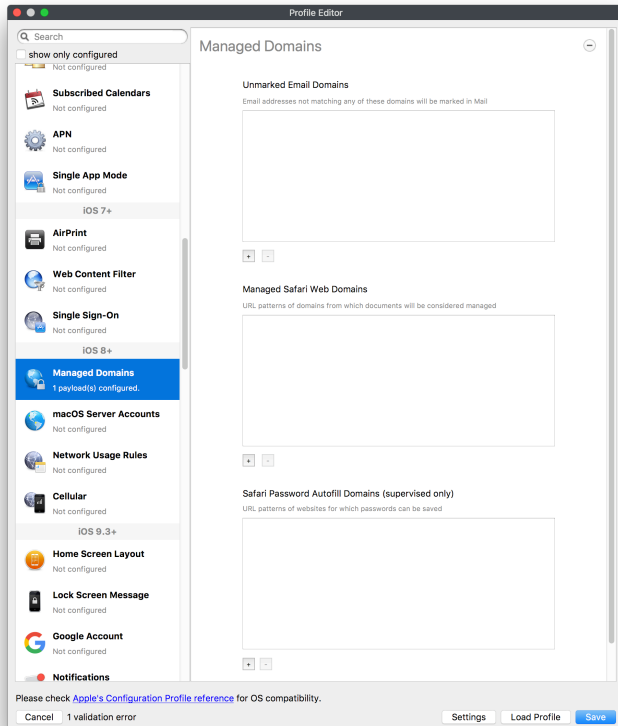 Profile Editor
Search
show only configured
Not configured
Subscribed Calendars
Not configured
APN
Not configured
Single App Mode
Not configured
iOS 7+
AirPrint
Not configured
Web Content Filter
Not configured
Single Sign-On
Not configured
iOS 8+
Managed Domains
1 payload(s) configured.
macOS Server Accounts
Not configured
Network Usage Rules
Not configured
Cellular
Not configured
iOS 9.3+
Home Screen Layout
Not configured
Lock Screen Message
Not configured
Google Account
Not configured
Notifications
Managed Domains
Unmarked Email Domains
Email addresses not matching any of these domains will be marked in Mail
+ -
Managed Safari Web Domains
URL patterns of domains from which documents will be considered managed
+ -
Safari Password Autofill Domains (supervised only)
URL patterns of websites for which passwords can be saved
+ -
Please check Apple's Configuration Profile reference for OS compatibility.
Cancel 1 validation error Settings Load Profile Save